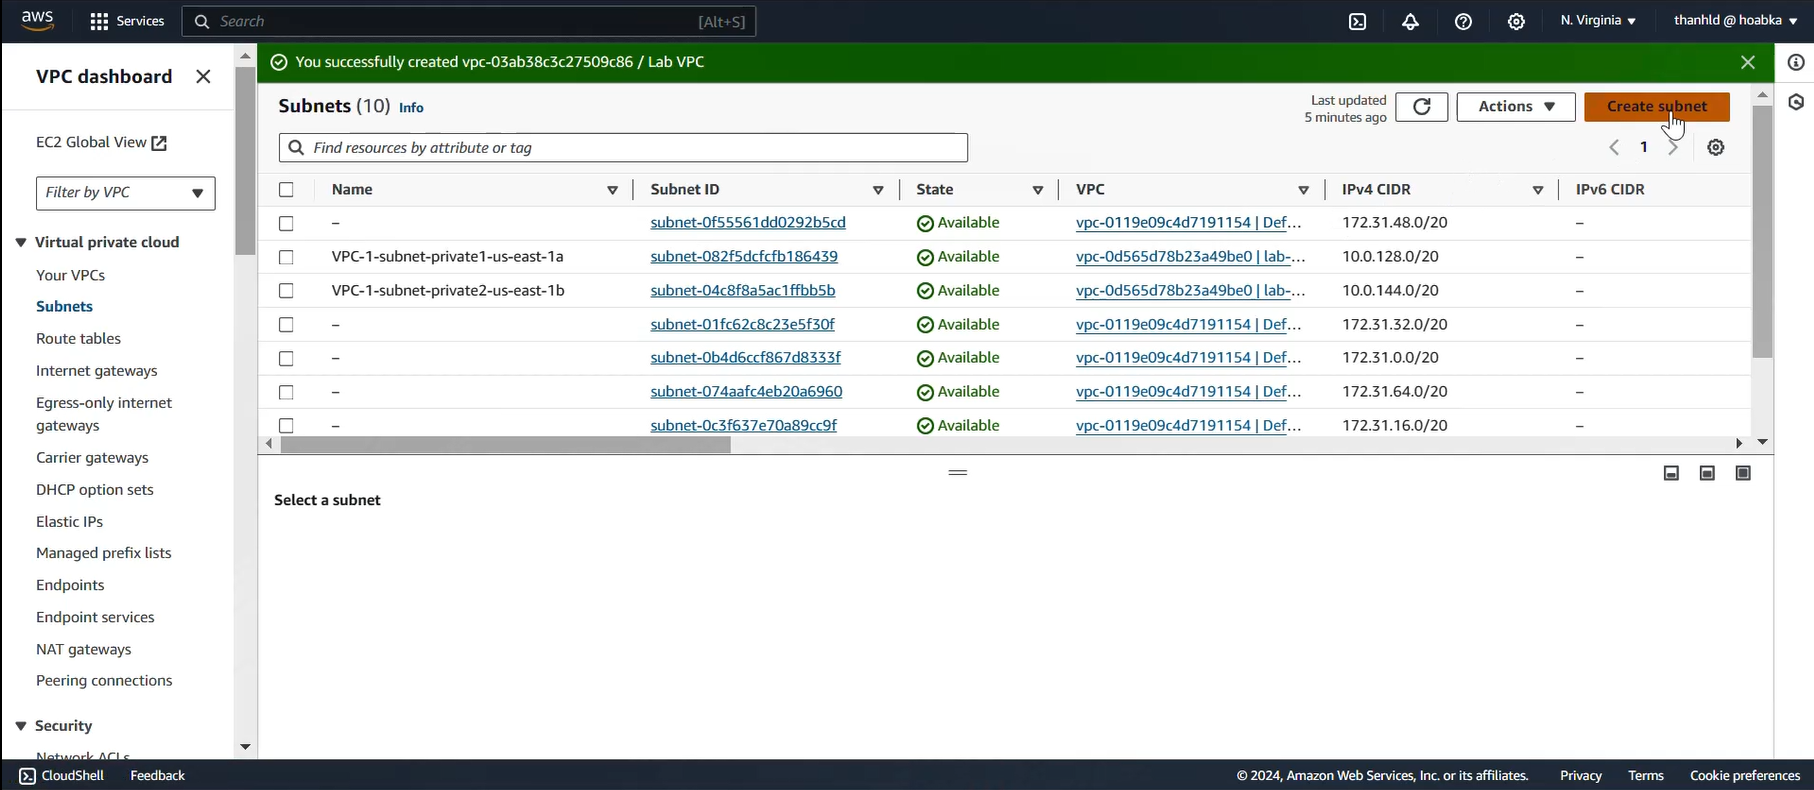 aws
Services
Search [Alt+S]
N. Virginia
thanhld @ hoabka
VPC dashboard
EC2 Global View
Filter by VPC
Virtual private cloud
Your VPCs
Subnets
Route tables
Internet gateways
Egress-only internet
gateways
Carrier gateways
DHCP option sets
Elastic IPs
Managed prefix lists
Endpoints
Endpoint services
NAT gateways
Peering connections
Security
Network ACLs
You successfully created vpc-03ab38c3c27509c86 / Lab VPC
Subnets (10) Info
Last updated
5 minutes ago
Actions
Create subnet
Find resources by attribute or tag
1
Name Subnet ID State VPC IPv4 CIDR IPv6 CIDR
– subnet-0f55561dd0292b5cd Available vpc-0119e09c4d7191154 | Def... 172.31.48.0/20 –
VPC-1-subnet-private1-us-east-1a subnet-082f5dcfcfb186439 Available vpc-0d565d78b23a49be0 | lab-... 10.0.128.0/20 –
VPC-1-subnet-private2-us-east-1b subnet-04c8f8a5ac1ffbb5b Available vpc-0d565d78b23a49be0 | lab-... 10.0.144.0/20 –
– subnet-01fc62c8c23e5f30f Available vpc-0119e09c4d7191154 | Def... 172.31.32.0/20 –
– subnet-0b4d6ccf867d8333f Available vpc-0119e09c4d7191154 | Def... 172.31.0.0/20 –
– subnet-074aafc4eb20a6960 Available vpc-0119e09c4d7191154 | Def... 172.31.64.0/20 –
– subnet-0c3f637e70a89cc9f Available vpc-0119e09c4d7191154 | Def... 172.31.16.0/20 –
Select a subnet
CloudShell
Feedback
© 2024, Amazon Web Services, Inc. or its affiliates.
Privacy
Terms
Cookie preferences